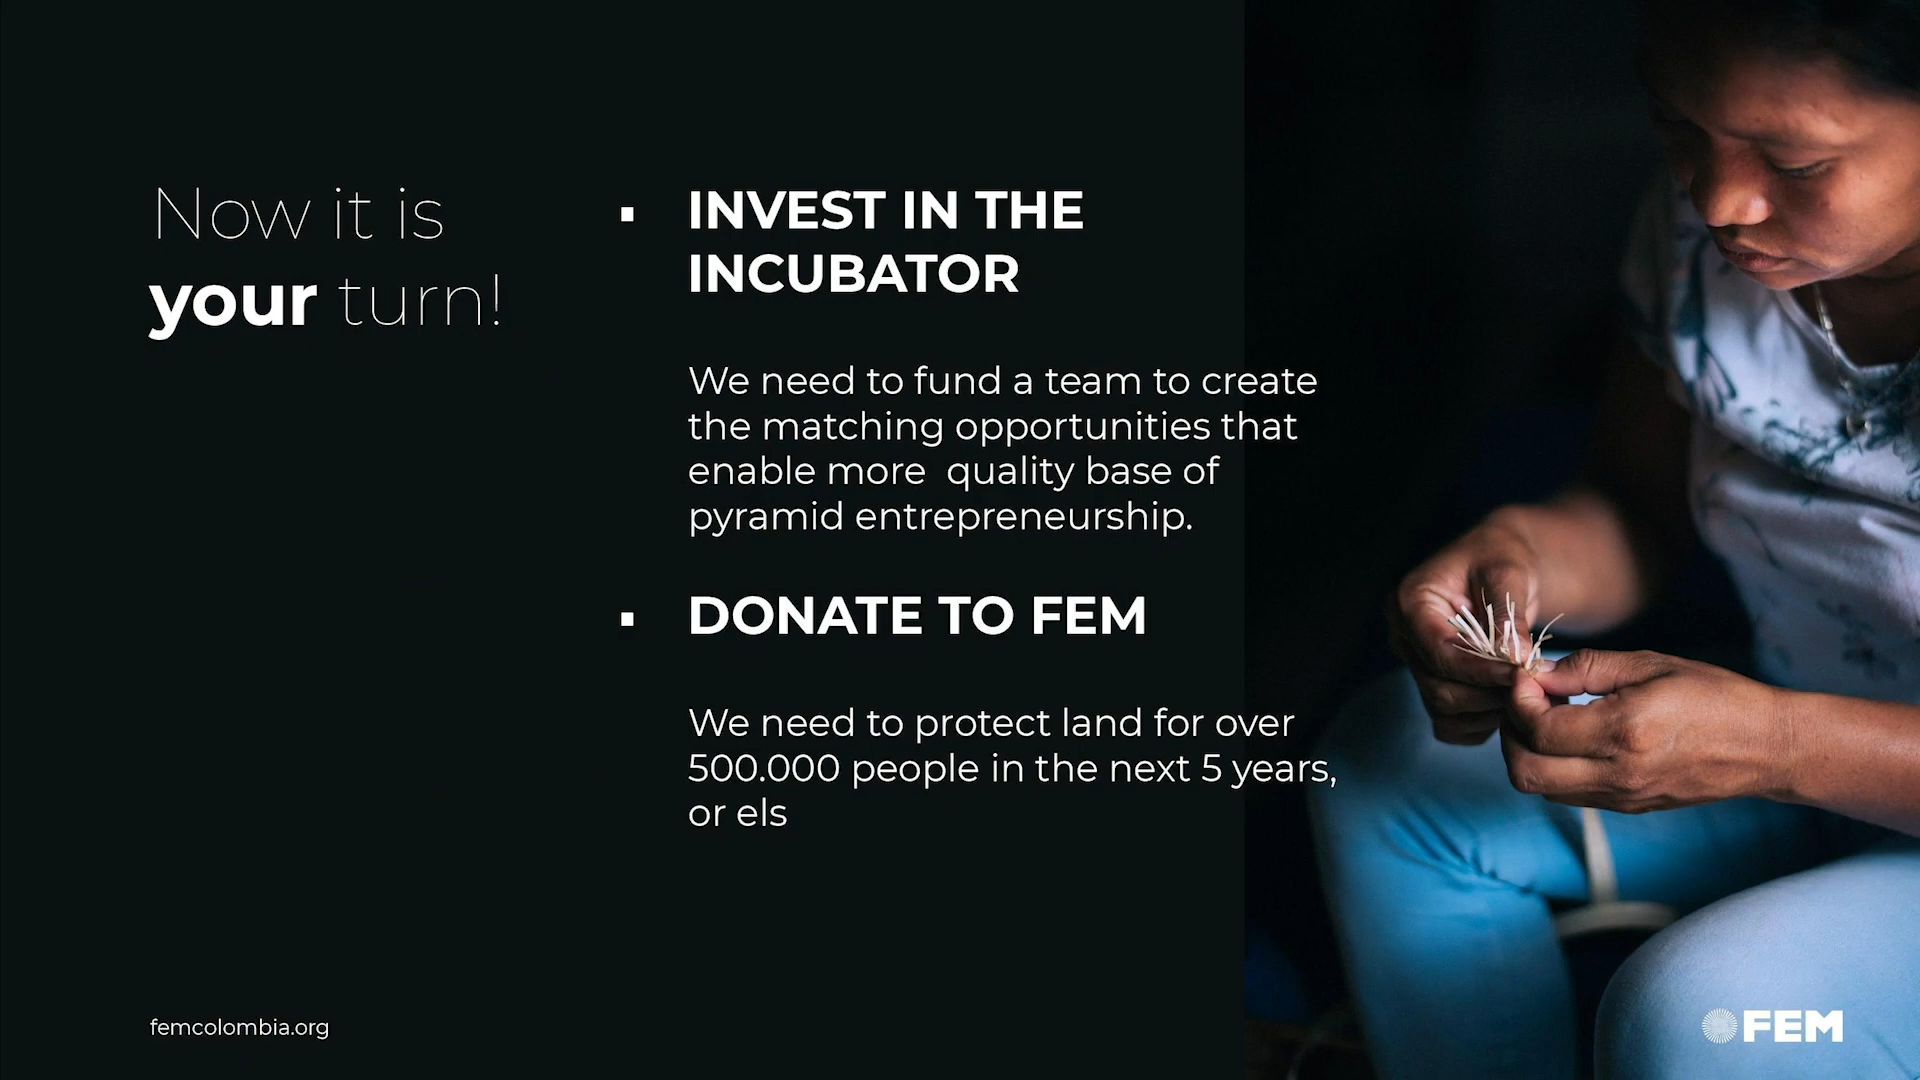 Now it is
your turn!
▪ INVEST IN THE
INCUBATOR
We need to fund a team to create
the matching opportunities that
enable more  quality base of
pyramid entrepreneurship.
▪ DONATE TO FEM
We need to protect land for over
500.000 people in the next 5 years,
or els
femcolombia.org
FEM